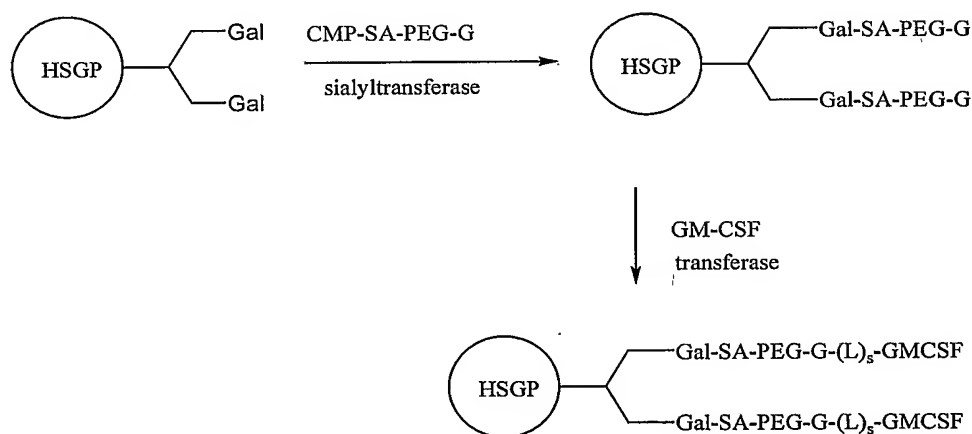 HSGP
Gal
Gal
CMP-SA-PEG-G
sialyltransferase
HSGP
Gal-SA-PEG-G
Gal-SA-PEG-G
GM-CSF
transferase
HSGP
Gal-SA-PEG-G-(L)s-GMCSF
Gal-SA-PEG-G-(L)s-GMCSF